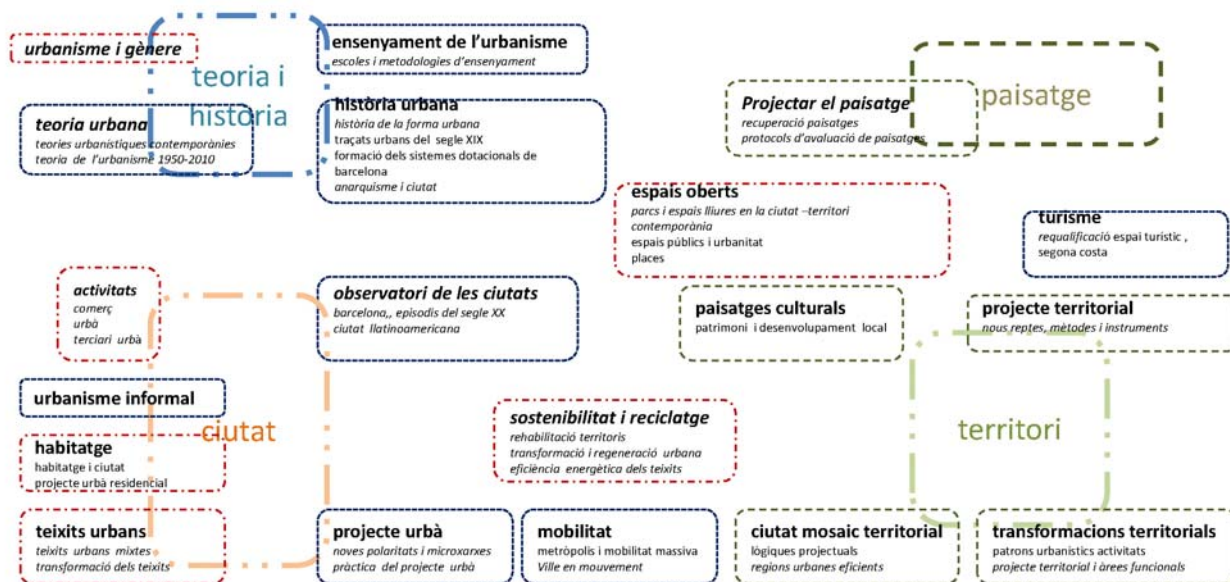 urbanisme i gènere
teoria i
història
ensenyament de l'urbanisme
escoles i metodologies d'ensenyament
teoria urbana
teories urbanístiques contemporànies
teoria de l'urbanisme 1950-2010
història urbana
història de la forma urbana
traçats urbans del segle XIX
formació dels sistemes dotacionals de
barcelona
anarquisme i ciutat
Projectar el paisatge
recuperació paisatges
protocols d'avaluació de paisatges
paisatge
espais oberts
parcs i espais lliures en la ciutat –territori
contemporània
espais públics i urbanitat
places
turisme
requalificació espai turistic ,
segona costa
activitats
comerç
urbà
terciari urbà
observatori de les ciutats
barcelona,, episodis del segle XX
ciutat llatinoamericana
paisatges culturals
patrimoni i desenvolupament local
projecte territorial
nous reptes, mètodes i instruments
urbanisme informal
ciutat
habitatge
habitatge i ciutat
projecte urbà residencial
sostenibilitat i reciclatge
rehabilitació territoris
transformació i regeneració urbana
eficiència energètica dels teixits
territori
teixits urbans
teixits urbans mixtes
transformació dels teixits
projecte urbà
noves polaritats i microxarxes
pràctica del projecte urbà
mobilitat
metròpolis i mobilitat massiva
Ville en mouvement
ciutat mosaic territorial
lògiques projectuals
regions urbanes eficients
transformacions territorials
patrons urbanístics activitats
projecte territorial i àrees funcionals